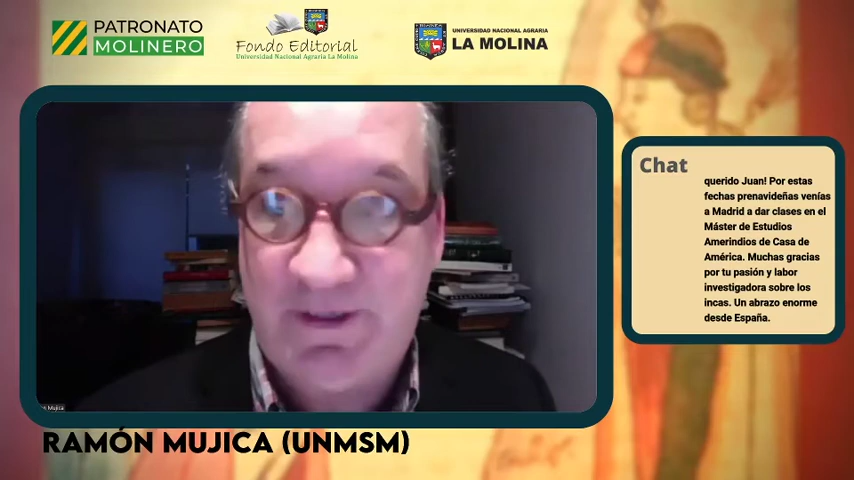 PATRONATO
MOLINERO
Fondo Editorial
Universidad Nacional Agraria La Molina
UNIVERSIDAD NACIONAL AGRARIA
LA MOLINA
Chat
querido Juan! Por estas
fechas prenavideñas venías
a Madrid a dar clases en el
Máster de Estudios
Amerindios de Casa de
América. Muchas gracias
por tu pasión y labor
investigadora sobre los
incas. Un abrazo enorme
desde España.
Mujica
RAMÓN MUJICA (UNMSM)